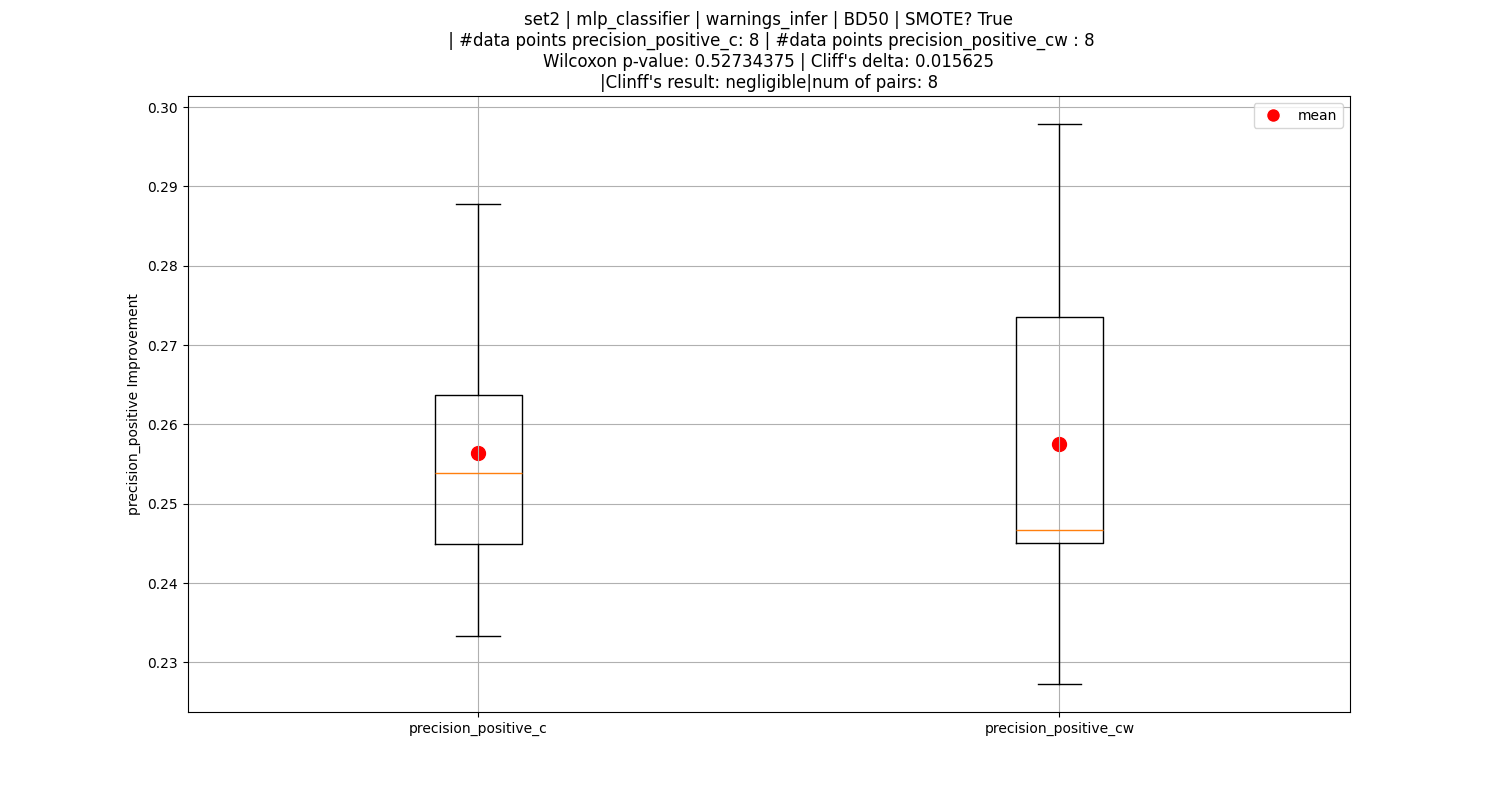 set2 | mlp_classifier | warnings_infer | BD50 | SMOTE? True
| #data points precision_positive_c: 8 | #data points precision_positive_cw : 8
Wilcoxon p-value: 0.52734375 | Cliff's delta: 0.015625
|Clinff's result: negligible|num of pairs: 8
mean
0.30
0.29
0.28
0.27
0.26
0.25
0.24
0.23
precision_positive Improvement
precision_positive_c
precision_positive_cw